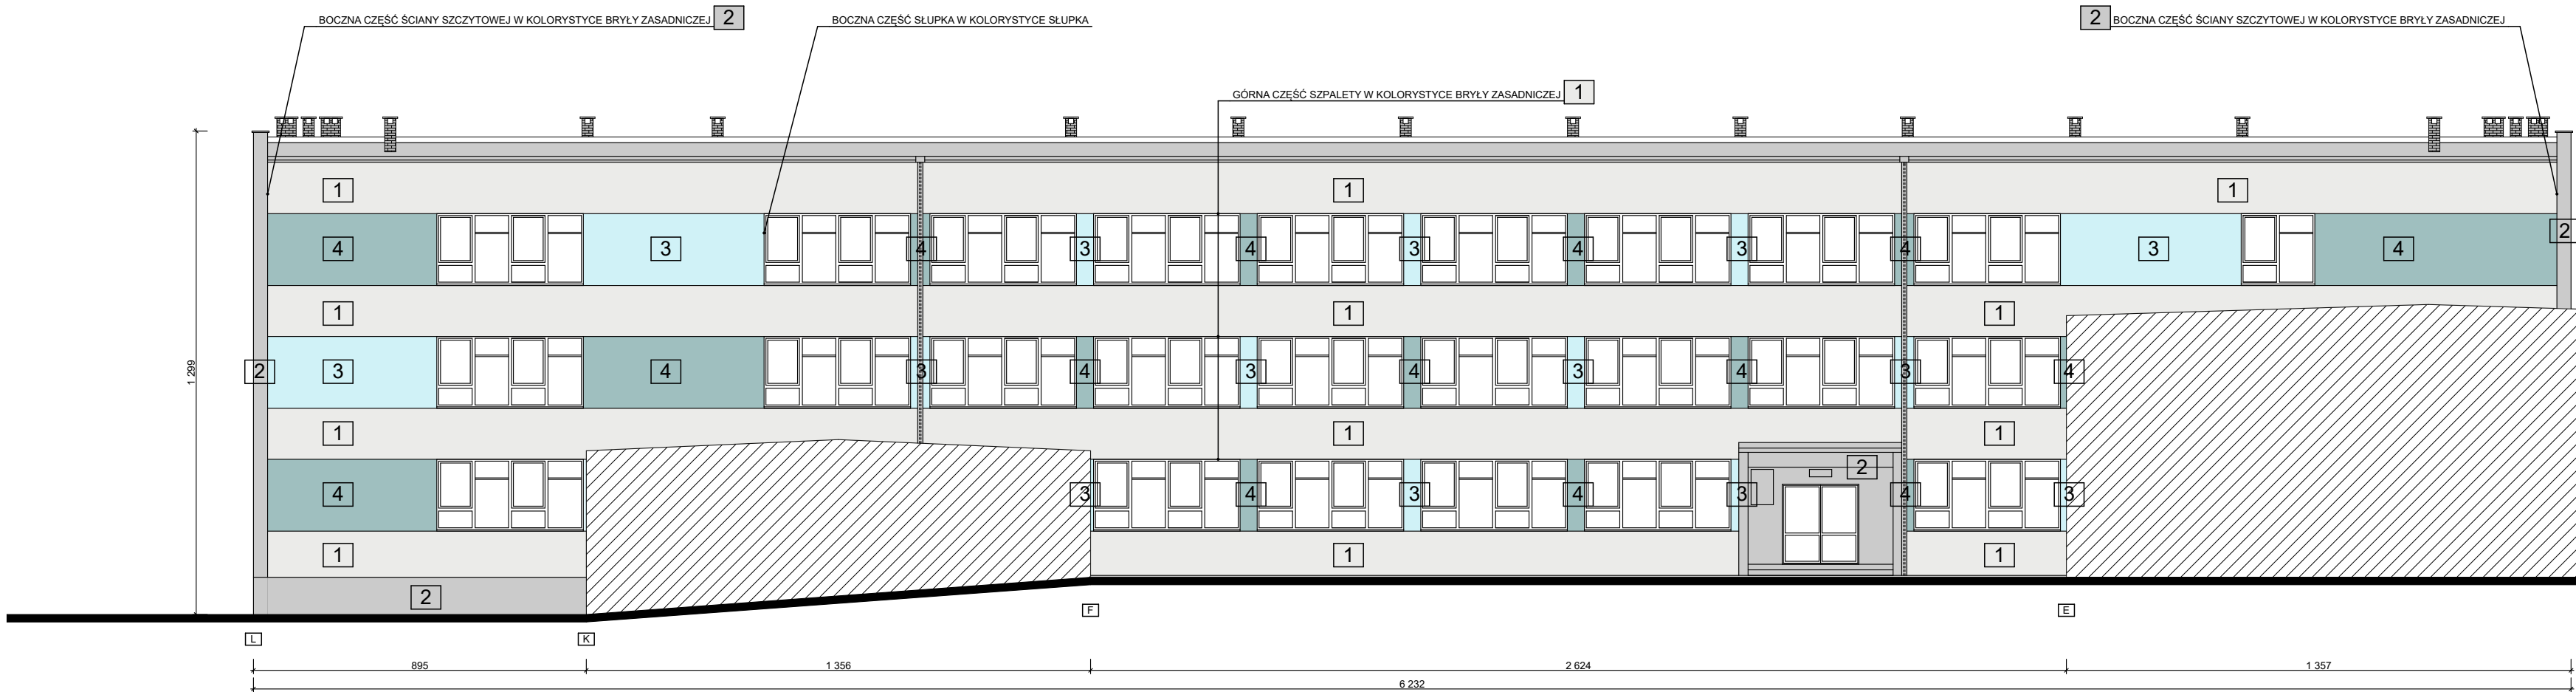 BOCZNA CZĘŚĆ ŚCIANY SZCZYTOWEJ W KOLORYSTYCE BRYŁY ZASADNICZEJ 2
BOCZNA CZĘŚĆ SŁUPKA W KOLORYSTYCE SŁUPKA
2 BOCZNA CZĘŚĆ ŚCIANY SZCZYTOWEJ W KOLORYSTYCE BRYŁY ZASADNICZEJ
GÓRNA CZĘŚĆ SZPALETY W KOLORYSTYCE BRYŁY ZASADNICZEJ 1
1 1 1
4 3 4 3 4 3 4 3 4 3 4 2
1 1 1
1 299
2 3 4 3 4 3 4 3 4 3 4
1 1 1
4 3 4 3 4 3 2 4 3
1 1 1
2
L K F E
895 1 356 2 624 1 357
6 232